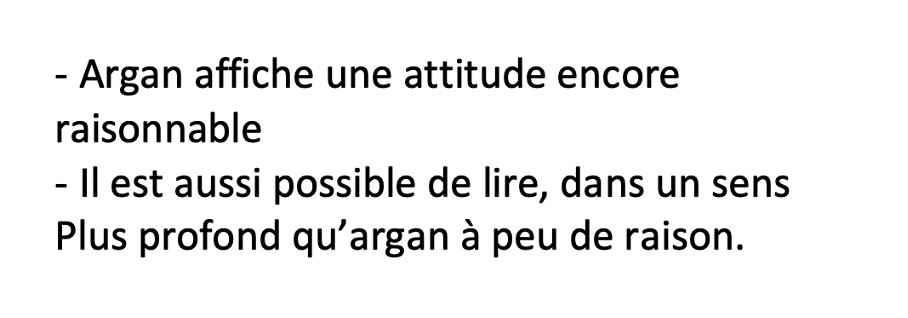 - Argan affiche une attitude encore
raisonnable
- Il est aussi possible de lire, dans un sens
Plus profond qu’argan à peu de raison.